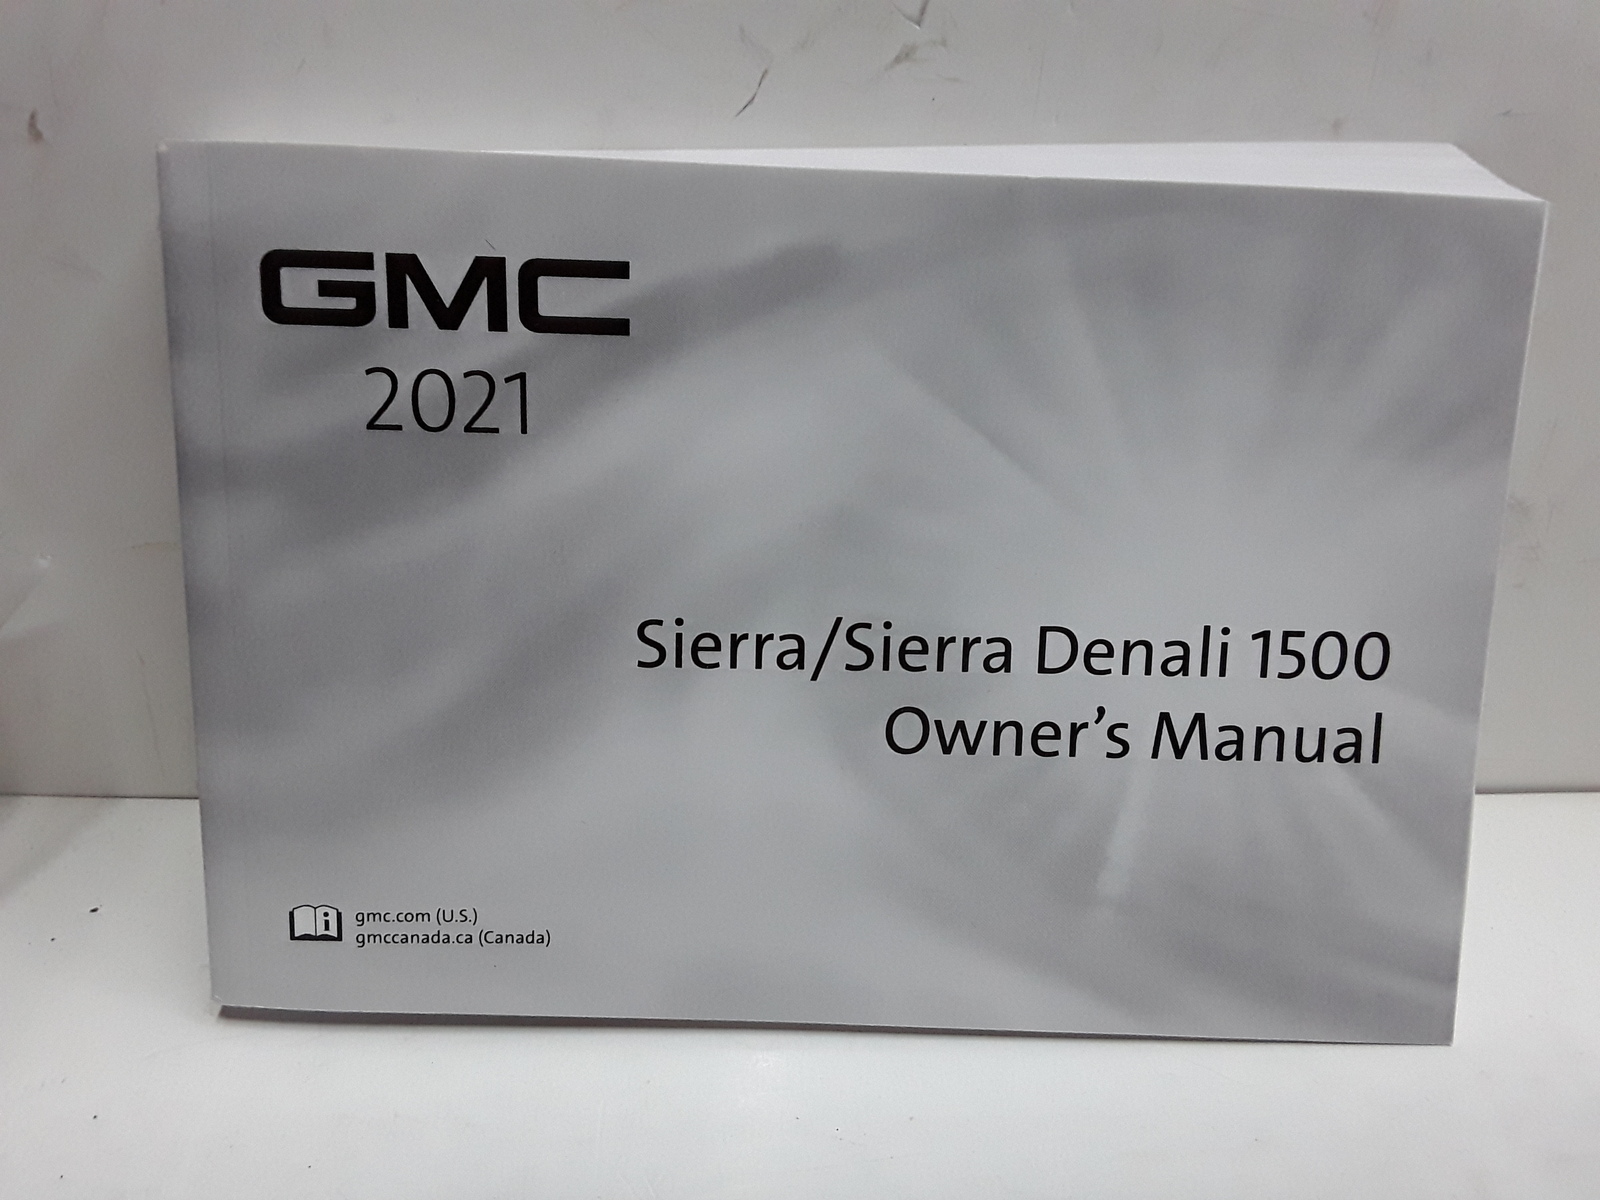 GMC
2021
Sierra/Sierra Denali 1500
Owner's Manual
gmc.com (U.S.)
gmccanada.ca (Canada)